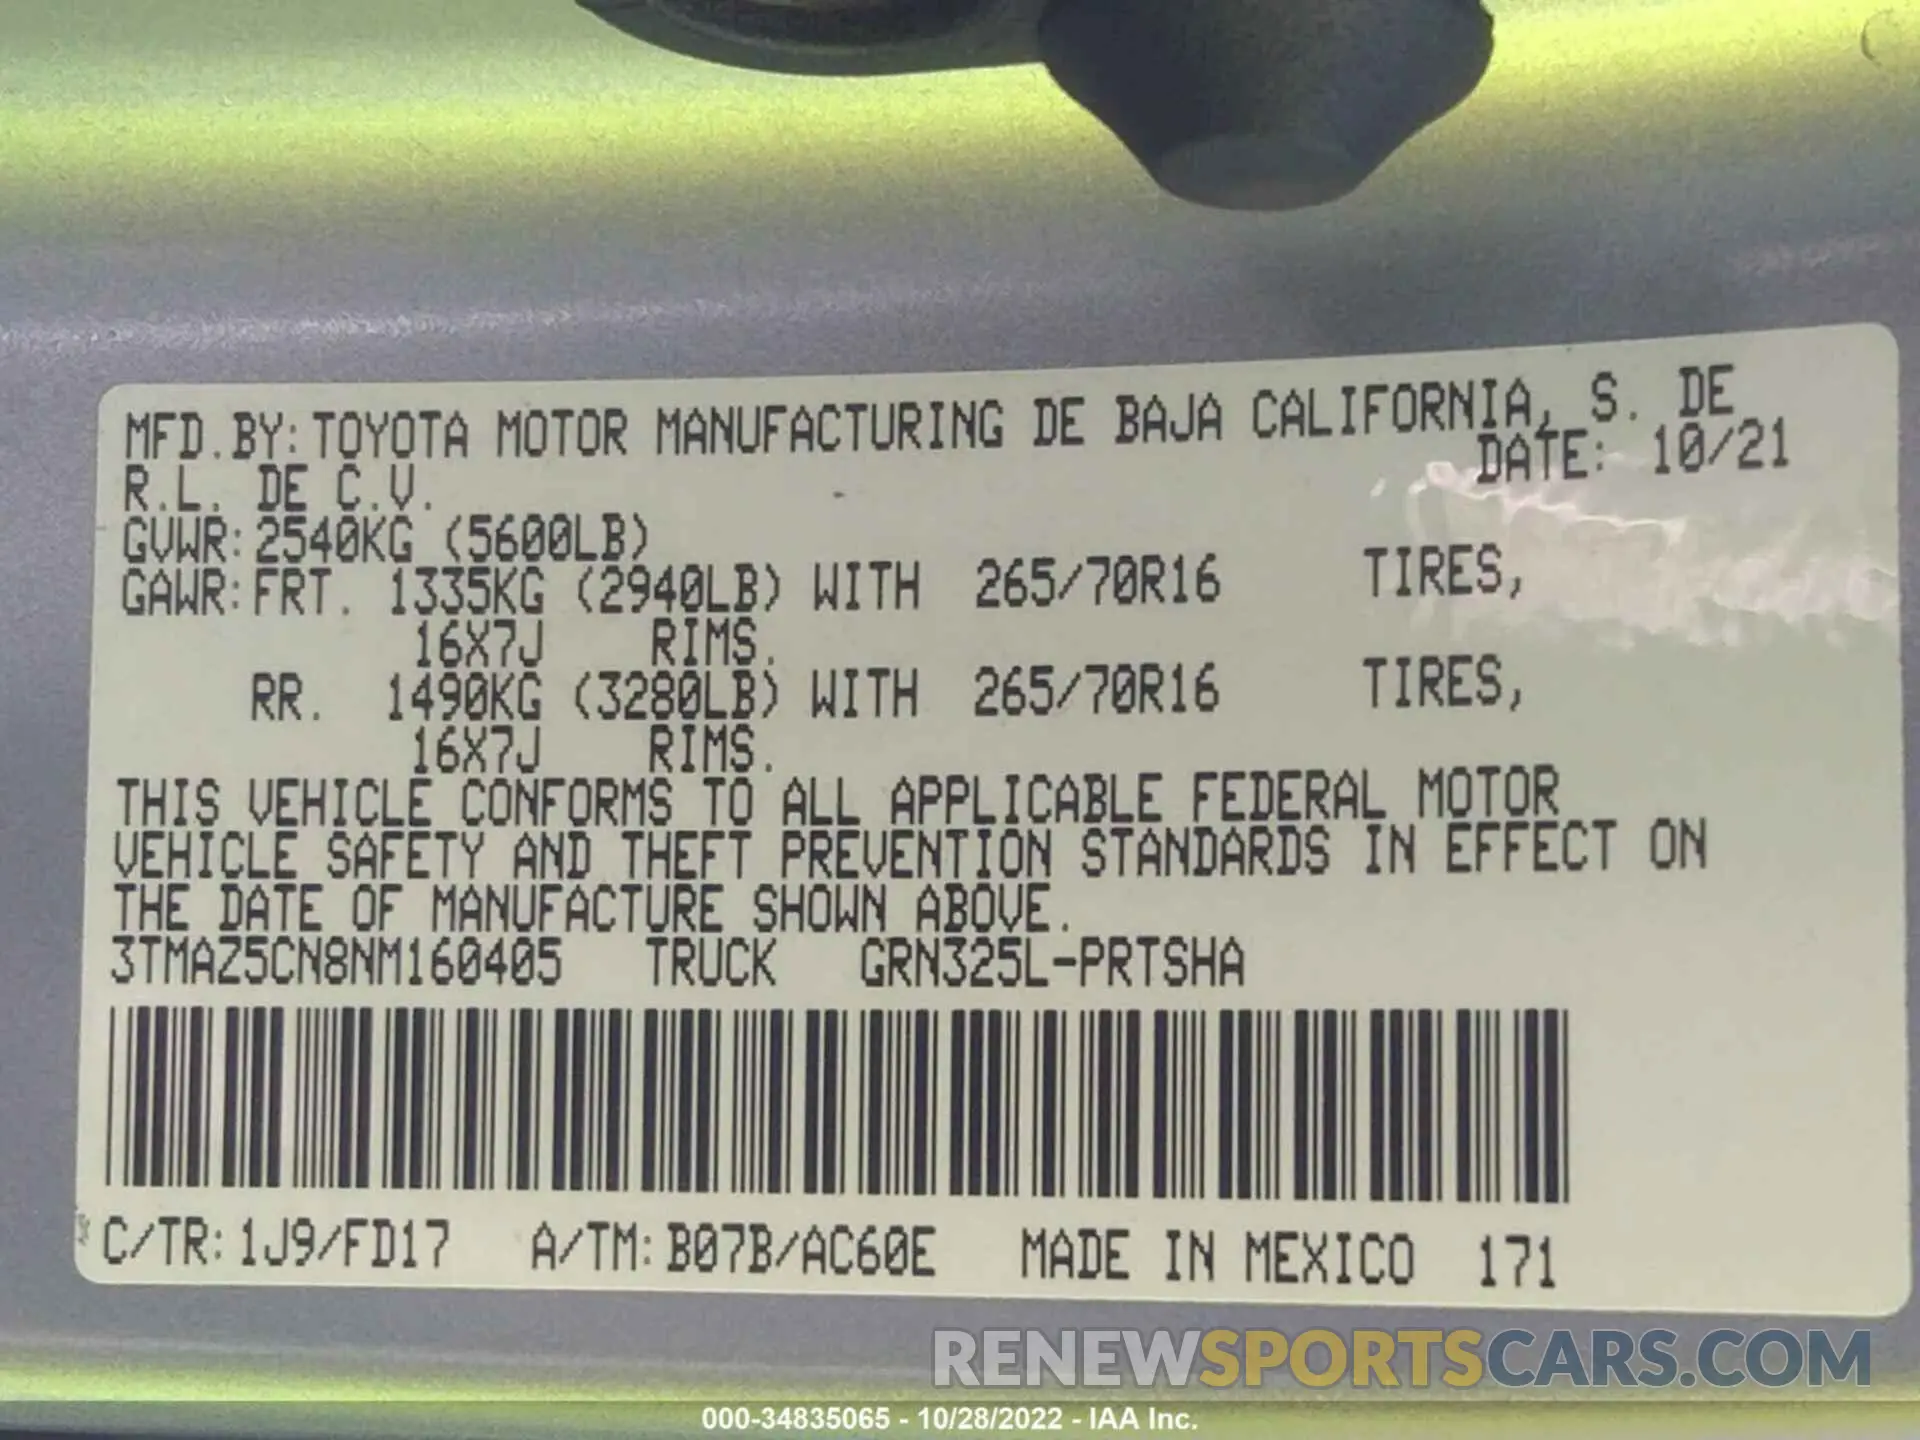 MFD.BY:TOYOTA MOTOR MANUFACTURING DE BAJA CALIFORNIA, S. DE
R.L. DE C.V. DATE: 10/21
GVWR:2540KG (5600LB)
GAWR:FRT. 1335KG (2940LB) WITH 265/70R16 TIRES,
16X7J RIMS.
RR. 1490KG (3280LB) WITH 265/70R16 TIRES,
16X7J RIMS.
THIS VEHICLE CONFORMS TO ALL APPLICABLE FEDERAL MOTOR
VEHICLE SAFETY AND THEFT PREVENTION STANDARDS IN EFFECT ON
THE DATE OF MANUFACTURE SHOWN ABOVE.
3TMAZ5CN8NM160405 TRUCK GRN325L-PRTSHA
C/TR:1J9/FD17 A/TM:B07B/AC60E MADE IN MEXICO 171
RENEWSPORTSCARS.COM
000-34835065 - 10/28/2022 - IAA Inc.